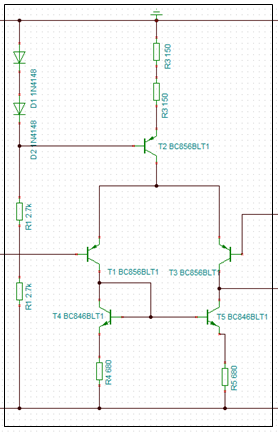 D1 1N4148
D2 1N4148
R3 150
R3 150
T2 BC856BLT1
R1 2.7k
R1 2.7k
T1 BC856BLT1
T3 BC856BLT1
T4 BC846BLT1
T5 BC846BLT1
R4 680
R5 680